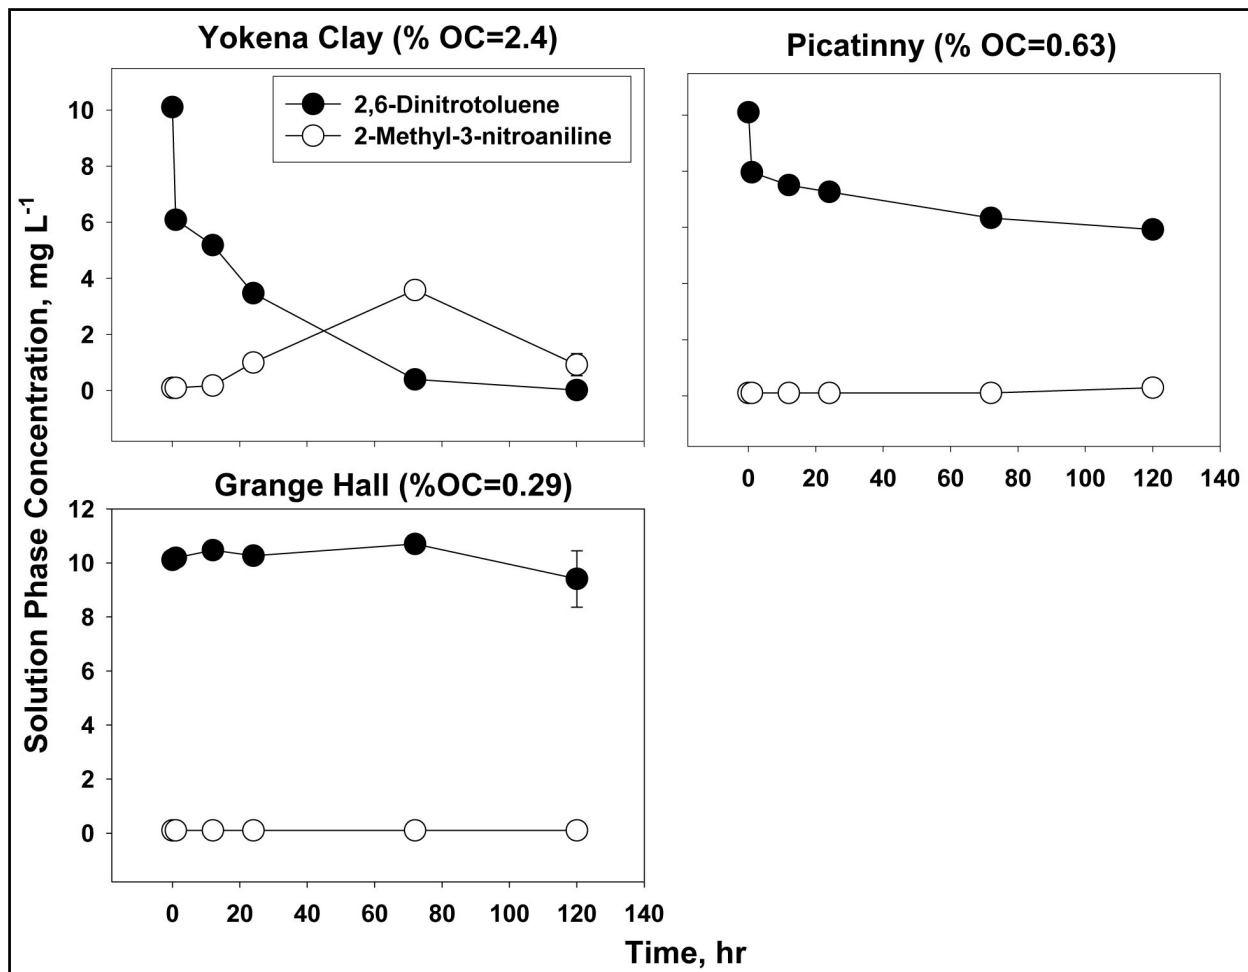 Yokena Clay (% OC=2.4)
Picatinny (% OC=0.63)
2,6-Dinitrotoluene
2-Methyl-3-nitroaniline
10
8
6
4
2
0
Solution Phase Concentration, mg L⁻¹
0 20 40 60 80 100 120 140
Grange Hall (%OC=0.29)
12
10
8
6
4
2
0
0 20 40 60 80 100 120 140
Time, hr